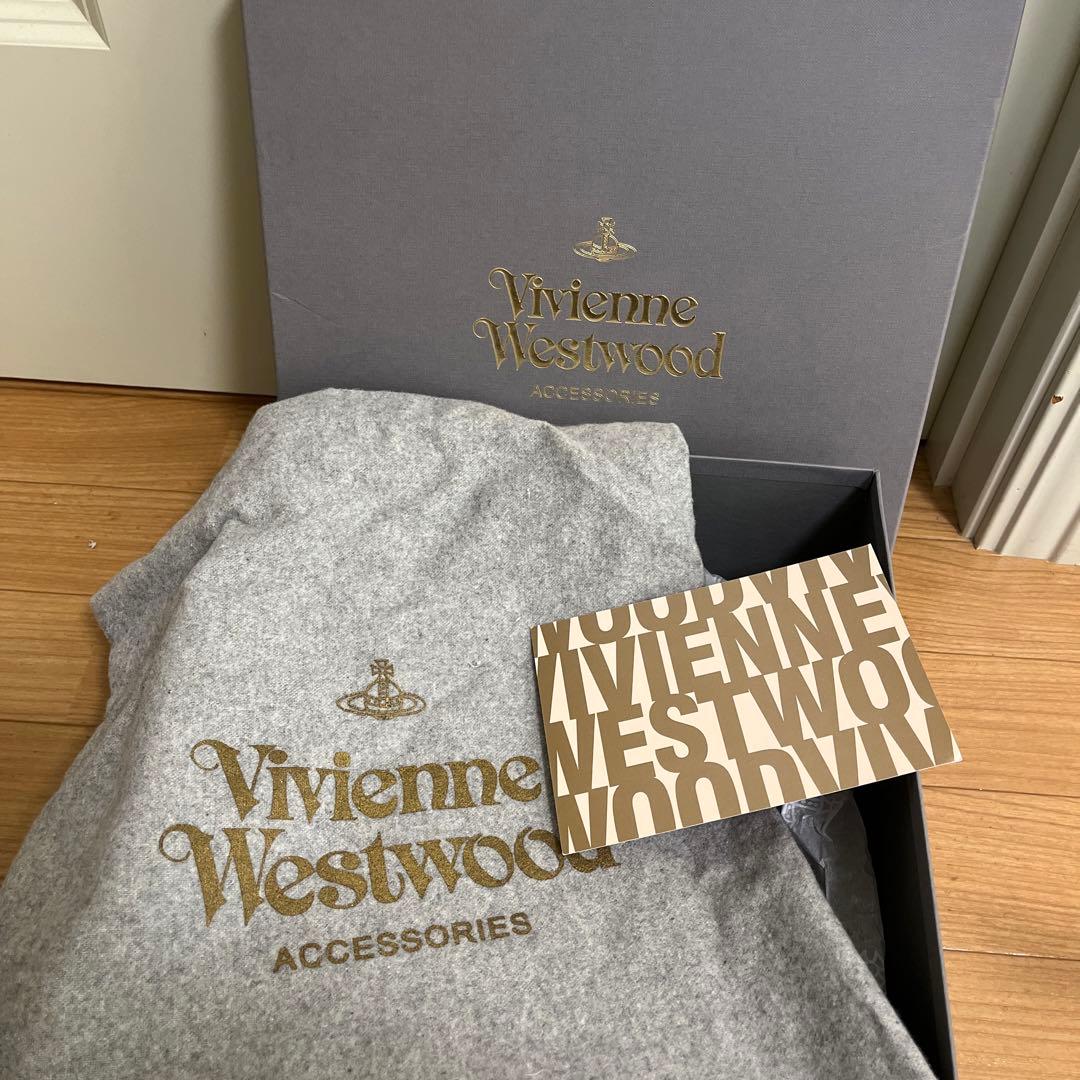 Vivienne
Westwood
ACCESSORIES
Vivienne
Westwood
ACCESSORIES
WOODVIV
VIVIENNE
WESTWOO
WOODVIV